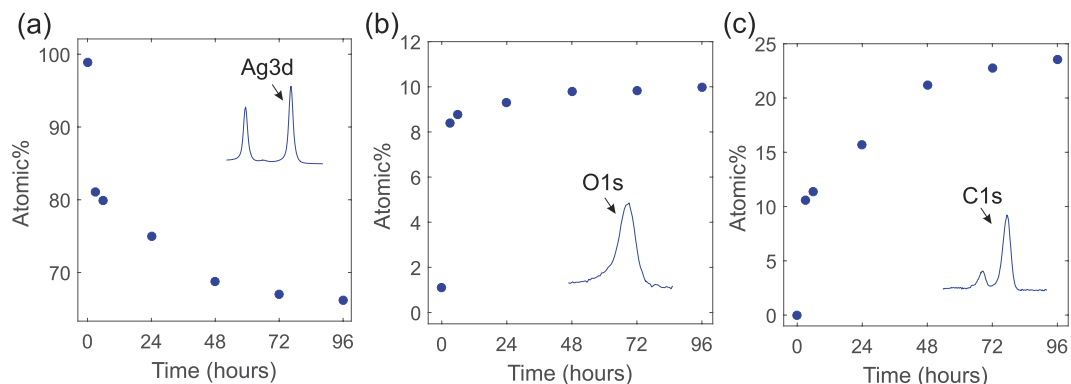 (a)
Atomic%
100
90
80
70
Ag3d
0 24 48 72 96
Time (hours)
(b)
Atomic%
12
10
8
6
4
2
0
O1s
0 24 48 72 96
Time (hours)
(c)
Atomic%
25
20
15
10
5
0
C1s
0 24 48 72 96
Time (hours)